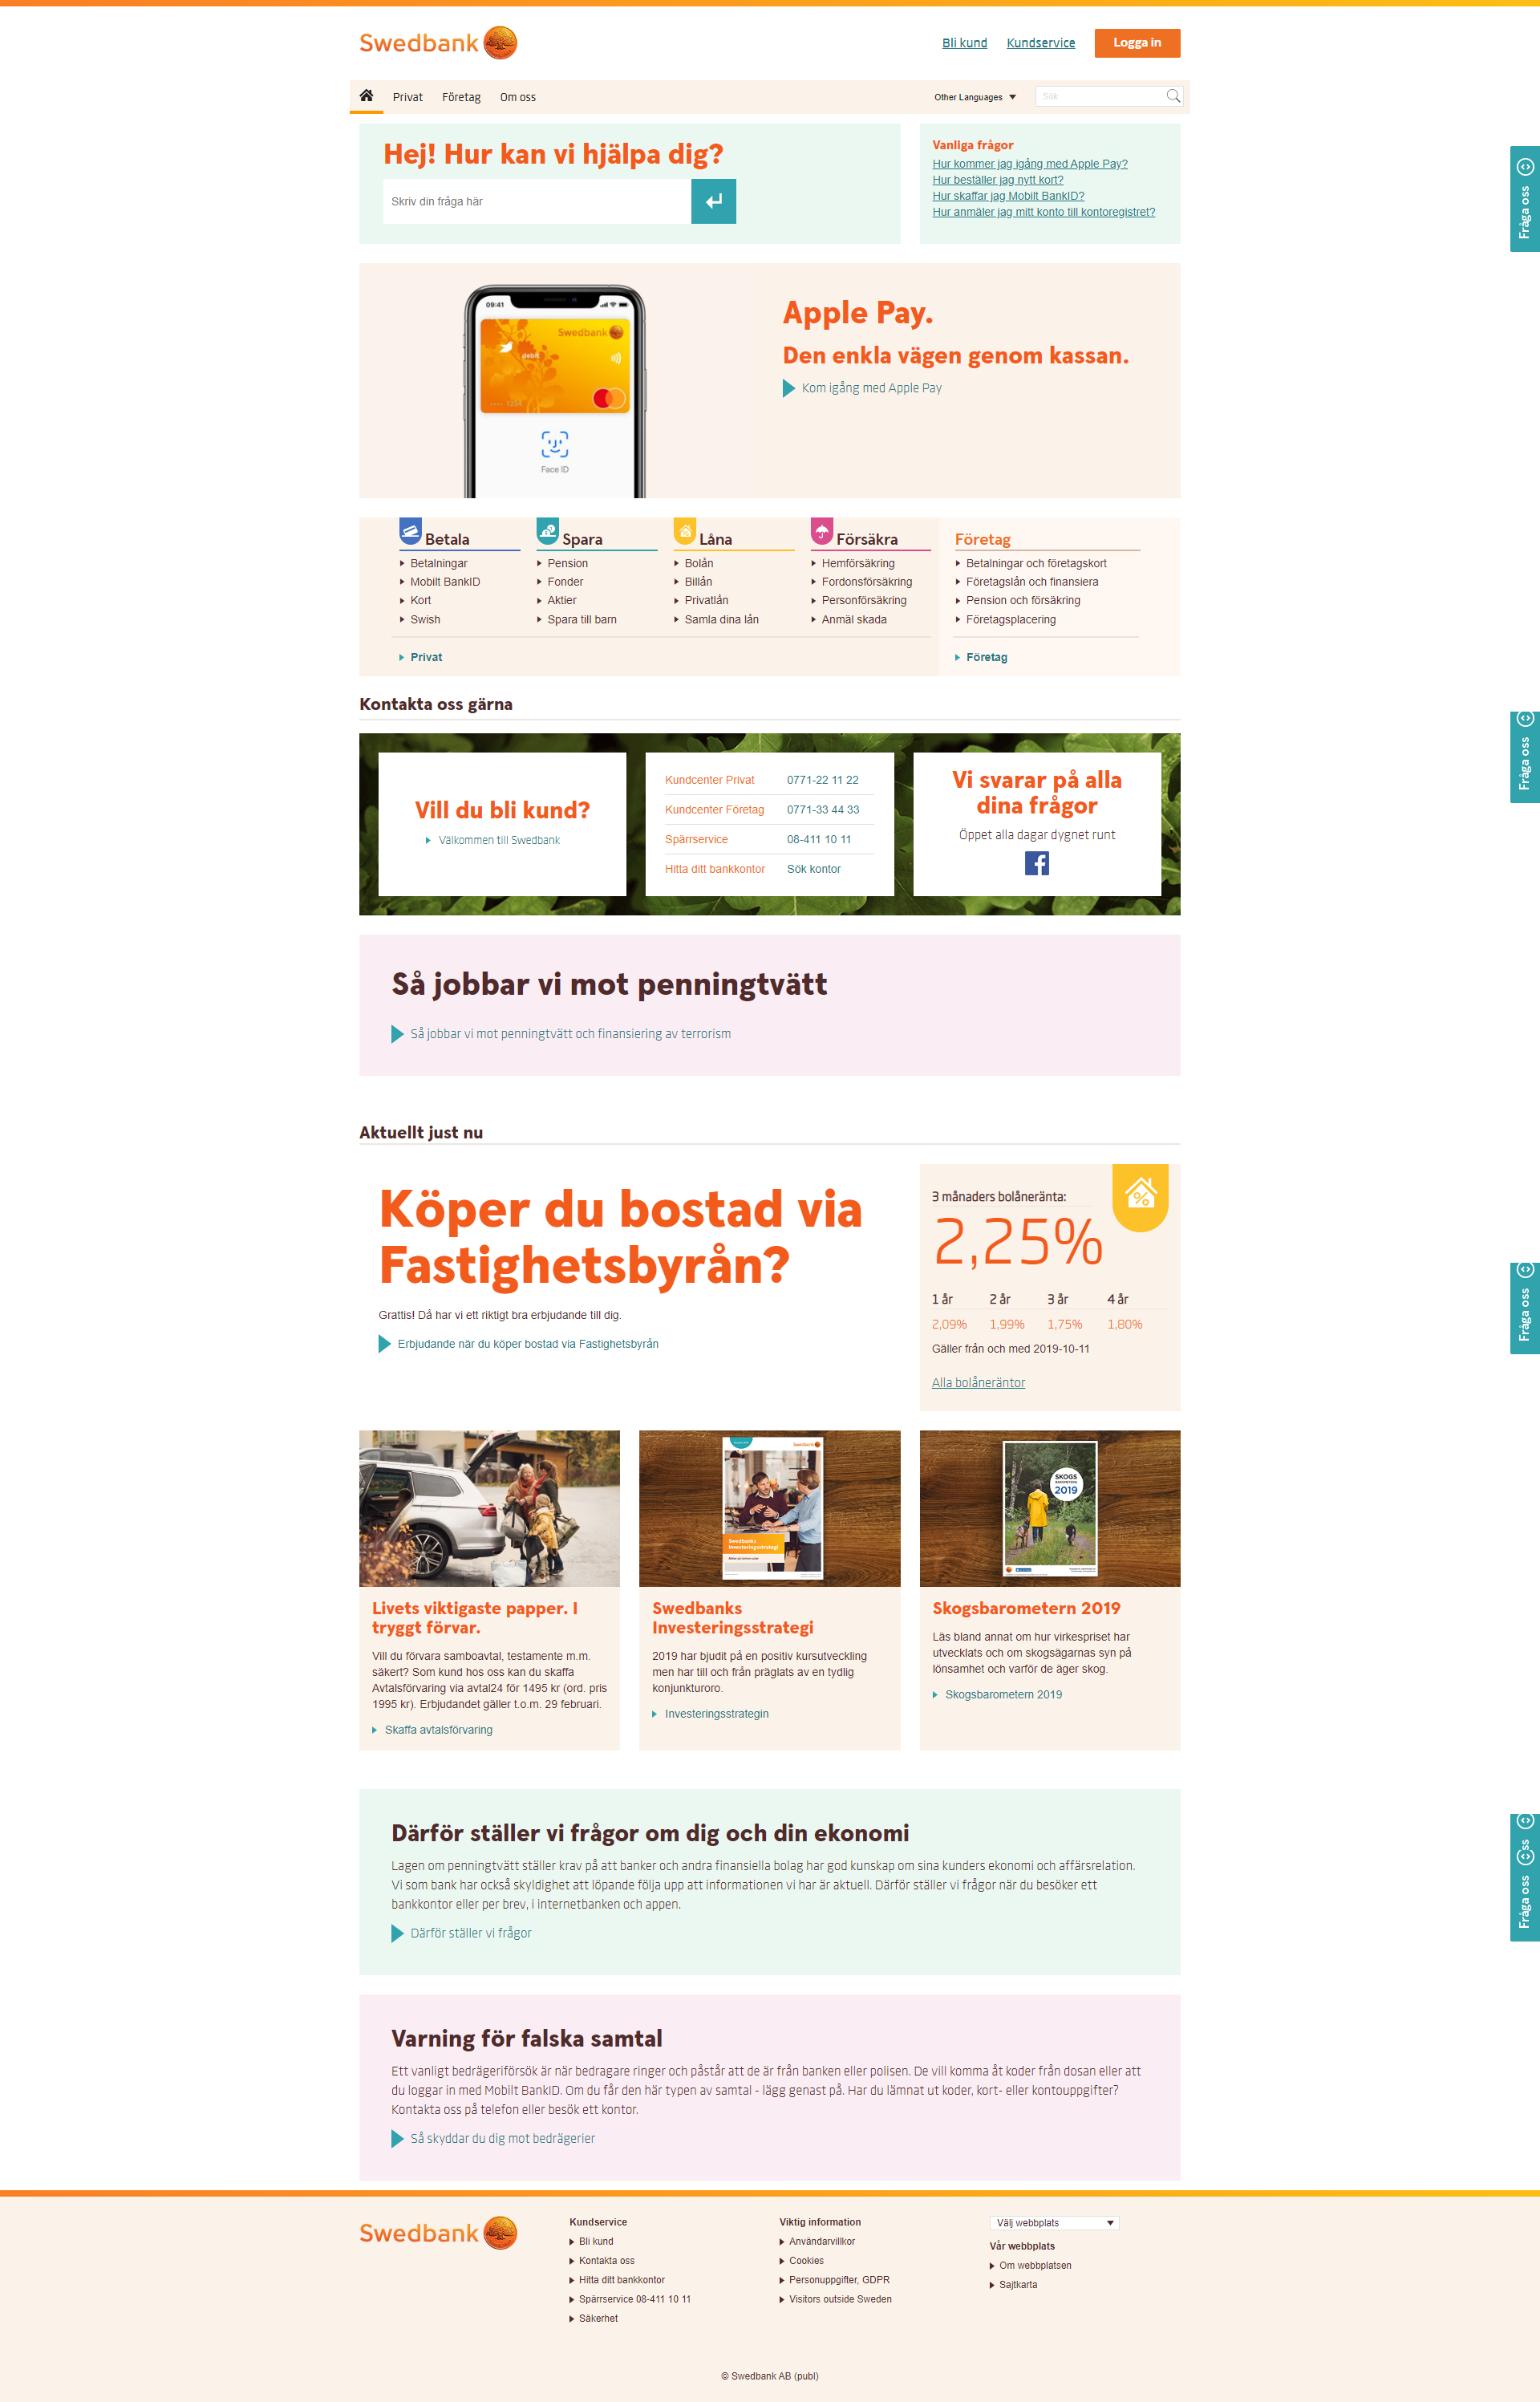 Swedbank
Bli kund
Kundservice
Logga in
Privat
Företag
Om oss
Other Languages
Sök
Hej! Hur kan vi hjälpa dig?
Skriv din fråga här
Vanliga frågor
Hur kommer jag igång med Apple Pay?
Hur beställer jag nytt kort?
Hur skaffar jag Mobilt BankID?
Hur anmäler jag mitt konto till kontoregistret?
Fråga oss
09:41
Swedbank
debit
1234
Face ID
Apple Pay.
Den enkla vägen genom kassan.
Kom igång med Apple Pay
Betala
Betalningar
Mobilt BankID
Kort
Swish
Spara
Pension
Fonder
Aktier
Spara till barn
Låna
Bolån
Billån
Privatlån
Samla dina lån
Försäkra
Hemförsäkring
Fordonsförsäkring
Personförsäkring
Anmäl skada
Privat
Företag
Betalningar och företagskort
Företagslån och finansiera
Pension och försäkring
Företagsplacering
Företag
Kontakta oss gärna
Fråga oss
Vill du bli kund?
Välkommen till Swedbank
Kundcenter Privat 0771-22 11 22
Kundcenter Företag 0771-33 44 33
Spärrservice 08-411 10 11
Hitta ditt bankkontor Sök kontor
Vi svarar på alla
dina frågor
Öppet alla dagar dygnet runt
Så jobbar vi mot penningtvätt
Så jobbar vi mot penningtvätt och finansiering av terrorism
Aktuellt just nu
Köper du bostad via
Fastighetsbyrån?
Grattis! Då har vi ett riktigt bra erbjudande till dig.
Erbjudande när du köper bostad via Fastighetsbyrån
3 månaders bolåneränta:
2,25%
1 år 2 år 3 år 4 år
2,09% 1,99% 1,75% 1,80%
Gäller från och med 2019-10-11
Alla bolåneräntor
Fråga oss
Livets viktigaste papper. I
tryggt förvar.
Vill du förvara samboavtal, testamente m.m.
säkert? Som kund hos oss kan du skaffa
Avtalsförvaring via avtal24 för 1495 kr (ord. pris
1995 kr). Erbjudandet gäller t.o.m. 29 februari.
Skaffa avtalsförvaring
Swedbank
Swedbanks
Investeringsstrategi
Swedbanks
Investeringsstrategi
2019 har bjudit på en positiv kursutveckling
men har till och från präglats av en tydlig
konjunkturoro.
Investeringsstrategin
SKOGS
BAROMETERN
2019
Skogsbarometern 2019
Läs bland annat om hur virkespriset har
utvecklats och om skogsägarnas syn på
lönsamhet och varför de äger skog.
Skogsbarometern 2019
Därför ställer vi frågor om dig och din ekonomi
Lagen om penningtvätt ställer krav på att banker och andra finansiella bolag har god kunskap om sina kunders ekonomi och affärsrelation.
Vi som bank har också skyldighet att löpande följa upp att informationen vi har är aktuell. Därför ställer vi frågor när du besöker ett
bankkontor eller per brev, i internetbanken och appen.
Därför ställer vi frågor
ss
Fråga oss
Varning för falska samtal
Ett vanligt bedrägeriförsök är när bedragare ringer och påstår att de är från banken eller polisen. De vill komma åt koder från dosan eller att
du loggar in med Mobilt BankID. Om du får den här typen av samtal - lägg genast på. Har du lämnat ut koder, kort- eller kontouppgifter?
Kontakta oss på telefon eller besök ett kontor.
Så skyddar du dig mot bedrägerier
Swedbank
Kundservice
Bli kund
Kontakta oss
Hitta ditt bankkontor
Spärrservice 08-411 10 11
Säkerhet
Viktig information
Användarvillkor
Cookies
Personuppgifter, GDPR
Visitors outside Sweden
Välj webbplats
Vår webbplats
Om webbplatsen
Sajtkarta
© Swedbank AB (publ)